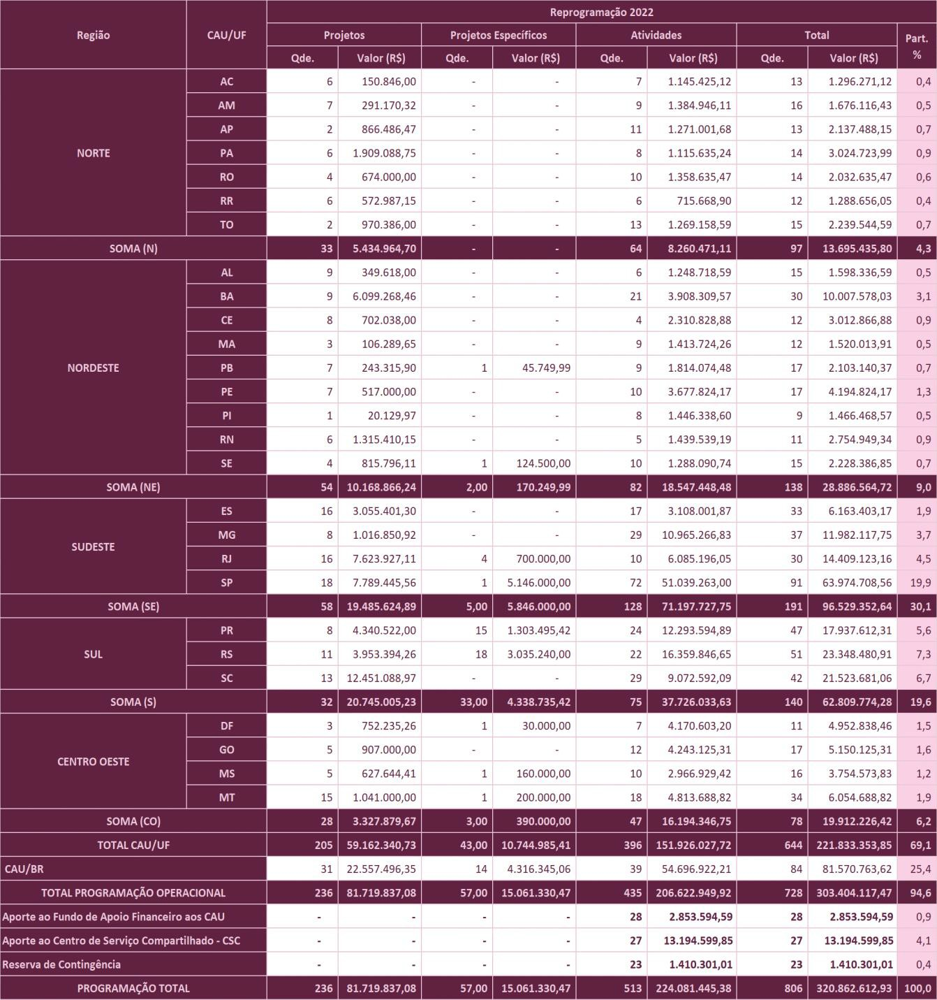 Reprogramação 2022
Região CAU/UF Projetos Projetos Específicos Atividades Total Part. %
Qde. Valor (R$) Qde. Valor (R$) Qde. Valor (R$) Qde. Valor (R$)
AC 6 150.846,00 - - 7 1.145.425,12 13 1.296.271,12 0,4
AM 7 291.170,32 - - 9 1.384.946,11 16 1.676.116,43 0,5
AP 2 866.486,47 - - 11 1.271.001,68 13 2.137.488,15 0,7
NORTE PA 6 1.909.088,75 - - 8 1.115.635,24 14 3.024.723,99 0,9
RO 4 674.000,00 - - 10 1.358.635,47 14 2.032.635,47 0,6
RR 6 572.987,15 - - 6 715.668,90 12 1.288.656,05 0,4
TO 2 970.386,00 - - 13 1.269.158,59 15 2.239.544,59 0,7
SOMA (N) 33 5.434.964,70 - - 64 8.260.471,11 97 13.695.435,80 4,3
AL 9 349.618,00 - - 6 1.248.718,59 15 1.598.336,59 0,5
BA 9 6.099.268,46 - - 21 3.908.309,57 30 10.007.578,03 3,1
CE 8 702.038,00 - - 4 2.310.828,88 12 3.012.866,88 0,9
MA 3 106.289,65 - - 9 1.413.724,26 12 1.520.013,91 0,5
NORDESTE PB 7 243.315,90 1 45.749,99 9 1.814.074,48 17 2.103.140,37 0,7
PE 7 517.000,00 - - 10 3.677.824,17 17 4.194.824,17 1,3
PI 1 20.129,97 - - 8 1.446.338,60 9 1.466.468,57 0,5
RN 6 1.315.410,15 - - 5 1.439.539,19 11 2.754.949,34 0,9
SE 4 815.796,11 1 124.500,00 10 1.288.090,74 15 2.228.386,85 0,7
SOMA (NE) 54 10.168.866,24 2,00 170.249,99 82 18.547.448,48 138 28.886.564,72 9,0
ES 16 3.055.401,30 - - 17 3.108.001,87 33 6.163.403,17 1,9
SUDESTE MG 8 1.016.850,92 - - 29 10.965.266,83 37 11.982.117,75 3,7
RJ 16 7.623.927,11 4 700.000,00 10 6.085.196,05 30 14.409.123,16 4,5
SP 18 7.789.445,56 1 5.146.000,00 72 51.039.263,00 91 63.974.708,56 19,9
SOMA (SE) 58 19.485.624,89 5,00 5.846.000,00 128 71.197.727,75 191 96.529.352,64 30,1
PR 8 4.340.522,00 15 1.303.495,42 24 12.293.594,89 47 17.937.612,31 5,6
SUL RS 11 3.953.394,26 18 3.035.240,00 22 16.359.846,65 51 23.348.480,91 7,3
SC 13 12.451.088,97 - - 29 9.072.592,09 42 21.523.681,06 6,7
SOMA (S) 32 20.745.005,23 33,00 4.338.735,42 75 37.726.033,63 140 62.809.774,28 19,6
DF 3 752.235,26 1 30.000,00 7 4.170.603,20 11 4.952.838,46 1,5
CENTRO OESTE GO 5 907.000,00 - - 12 4.243.125,31 17 5.150.125,31 1,6
MS 5 627.644,41 1 160.000,00 10 2.966.929,42 16 3.754.573,83 1,2
MT 15 1.041.000,00 1 200.000,00 18 4.813.688,82 34 6.054.688,82 1,9
SOMA (CO) 28 3.327.879,67 3,00 390.000,00 47 16.194.346,75 78 19.912.226,42 6,2
TOTAL CAU/UF 205 59.162.340,73 43,00 10.744.985,41 396 151.926.027,72 644 221.833.353,85 69,1
CAU/BR 31 22.557.496,35 14 4.316.345,06 39 54.696.922,21 84 81.570.763,62 25,4
TOTAL PROGRAMAÇÃO OPERACIONAL 236 81.719.837,08 57,00 15.061.330,47 435 206.622.949,92 728 303.404.117,47 94,6
Aporte ao Fundo de Apoio Financeiro aos CAU - - - - 28 2.853.594,59 28 2.853.594,59 0,9
Aporte ao Centro de Serviço Compartilhado - CSC - - - - 27 13.194.599,85 27 13.194.599,85 4,1
Reserva de Contingência - - - - 23 1.410.301,01 23 1.410.301,01 0,4
PROGRAMAÇÃO TOTAL 236 81.719.837,08 57,00 15.061.330,47 513 224.081.445,38 806 320.862.612,93 100,0